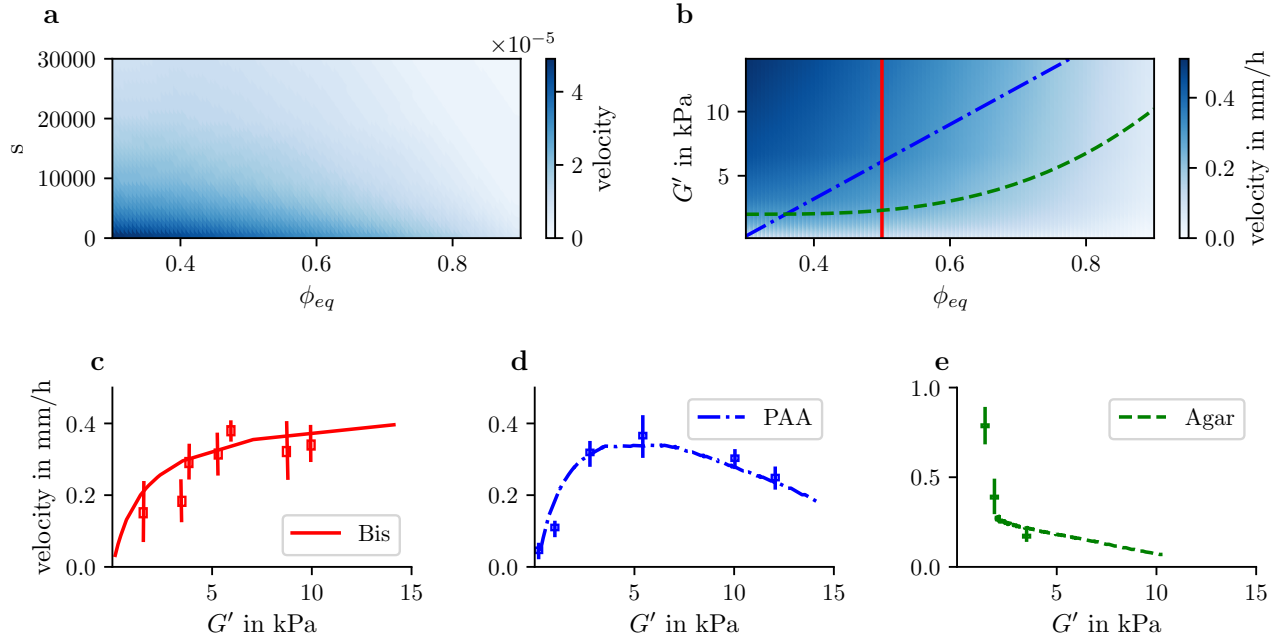 a
×10⁻⁵
30000
20000
10000
0
s
0.4
0.6
0.8
ϕeq
4
2
0
velocity
b
10
5
G′ in kPa
0.4
0.6
0.8
ϕeq
0.4
0.2
0.0
velocity in mm/h
c
0.4
0.2
0.0
velocity in mm/h
Bis
5
10
15
G′ in kPa
d
0.4
0.2
0.0
PAA
5
10
15
G′ in kPa
e
1.0
0.5
0.0
Agar
5
10
15
G′ in kPa